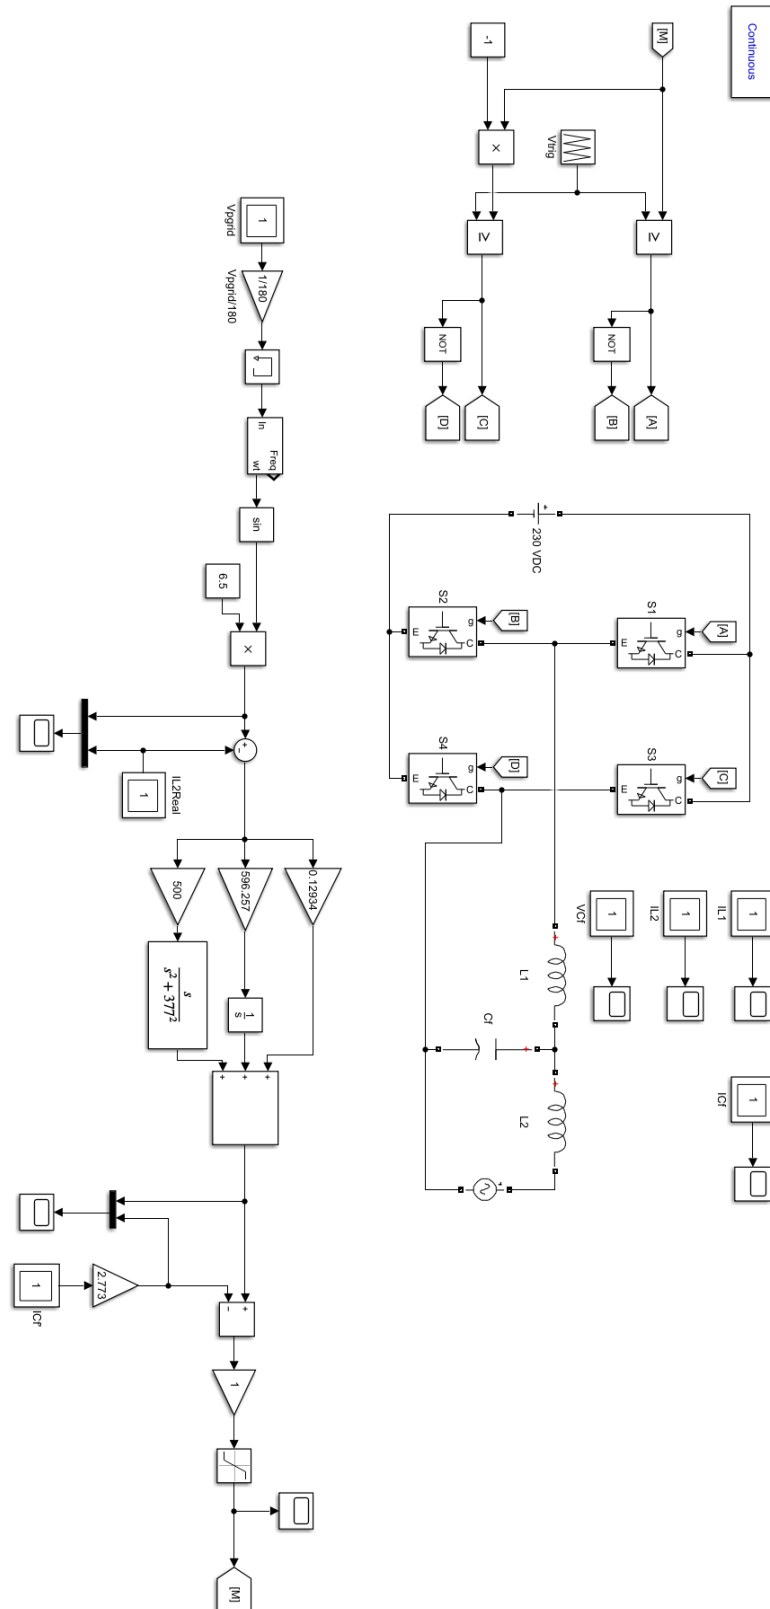 Continuous
1
IL1
1
ICf
1
IL2
1
VCf
[M]
≥
[A]
NOT
[B]
Vtrig
-1
×
≥
[C]
NOT
[D]
[A]
g
C
E
S1
[C]
g
C
E
S3
230 VDC
+
[B]
g
C
E
S2
[D]
g
C
E
S4
+
L1
+
L2
+
Cf
+
1
Vpgrid
1/180
Vpgrid/180
In
Freq
wt
sin
6.5
×
+
−
1
IL2Real
0.12934
596.257
500
1
s
s
s² + 377²
+
+
+
1
ICf'
2.773
+
−
1
[M]